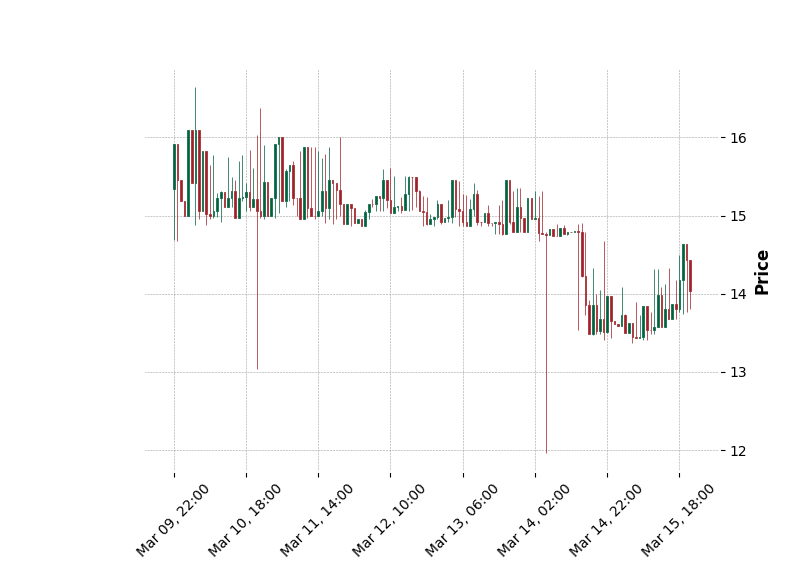 16
15
14
13
12
Price
Mar 09, 22:00
Mar 10, 18:00
Mar 11, 14:00
Mar 12, 10:00
Mar 13, 06:00
Mar 14, 02:00
Mar 14, 22:00
Mar 15, 18:00